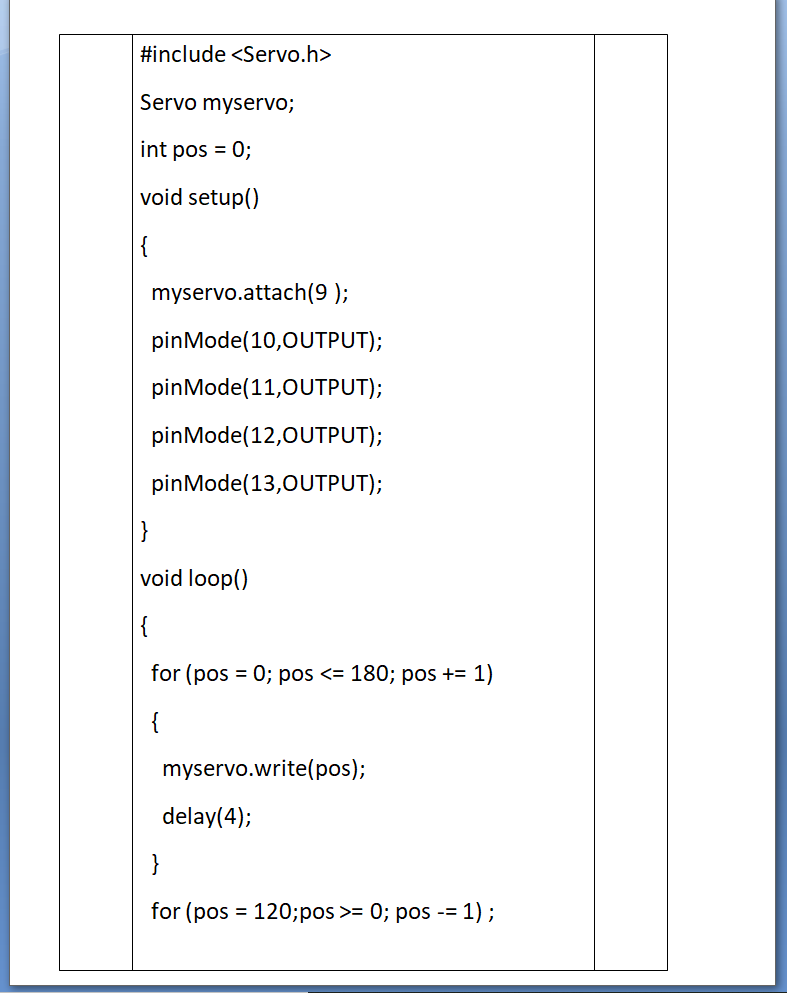 #include <Servo.h>
Servo myservo;
int pos = 0;
void setup()
{
  myservo.attach(9 );
  pinMode(10,OUTPUT);
  pinMode(11,OUTPUT);
  pinMode(12,OUTPUT);
  pinMode(13,OUTPUT);
}
void loop()
{
  for (pos = 0; pos <= 180; pos += 1)
  {
    myservo.write(pos);
    delay(4);
  }
  for (pos = 120;pos >= 0; pos -= 1) ;